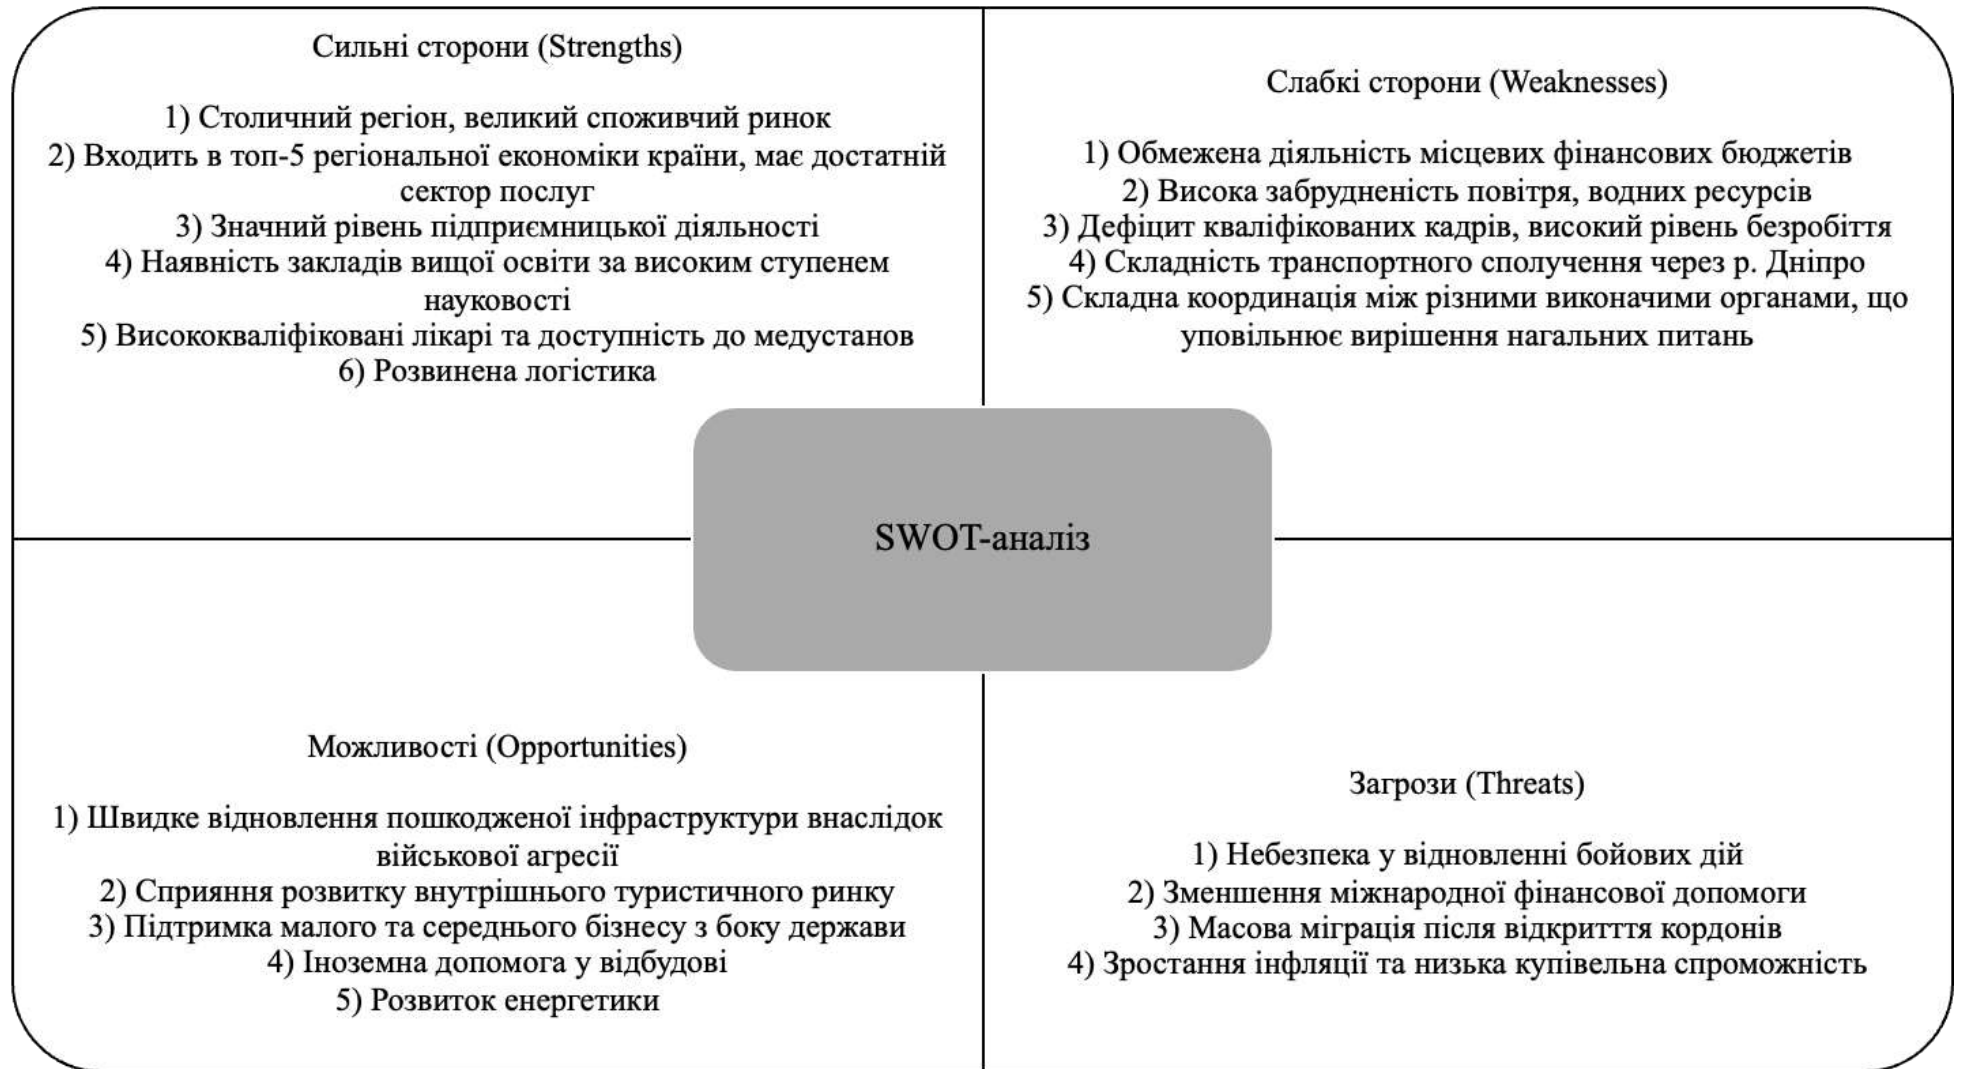 Сильні сторони (Strengths)
1) Столичний регіон, великий споживчий ринок
2) Входить в топ-5 регіональної економіки країни, має достатній
сектор послуг
3) Значний рівень підприємницької діяльності
4) Наявність закладів вищої освіти за високим ступенем
науковості
5) Висококваліфіковані лікарі та доступність до медустанов
6) Розвинена логістика
Слабкі сторони (Weaknesses)
1) Обмежена діяльність місцевих фінансових бюджетів
2) Висока забрудненість повітря, водних ресурсів
3) Дефіцит кваліфікованих кадрів, високий рівень безробіття
4) Складність транспортного сполучення через р. Дніпро
5) Складна координація між різними виконачими органами, що
уповільнює вирішення нагальних питань
SWOT-аналіз
Можливості (Opportunities)
1) Швидке відновлення пошкодженої інфраструктури внаслідок
військової агресії
2) Сприяння розвитку внутрішнього туристичного ринку
3) Підтримка малого та середнього бізнесу з боку держави
4) Іноземна допомога у відбудові
5) Розвиток енергетики
Загрози (Threats)
1) Небезпека у відновленні бойових дій
2) Зменшення міжнародної фінансової допомоги
3) Масова міграція після відкритття кордонів
4) Зростання інфляції та низька купівельна спроможність